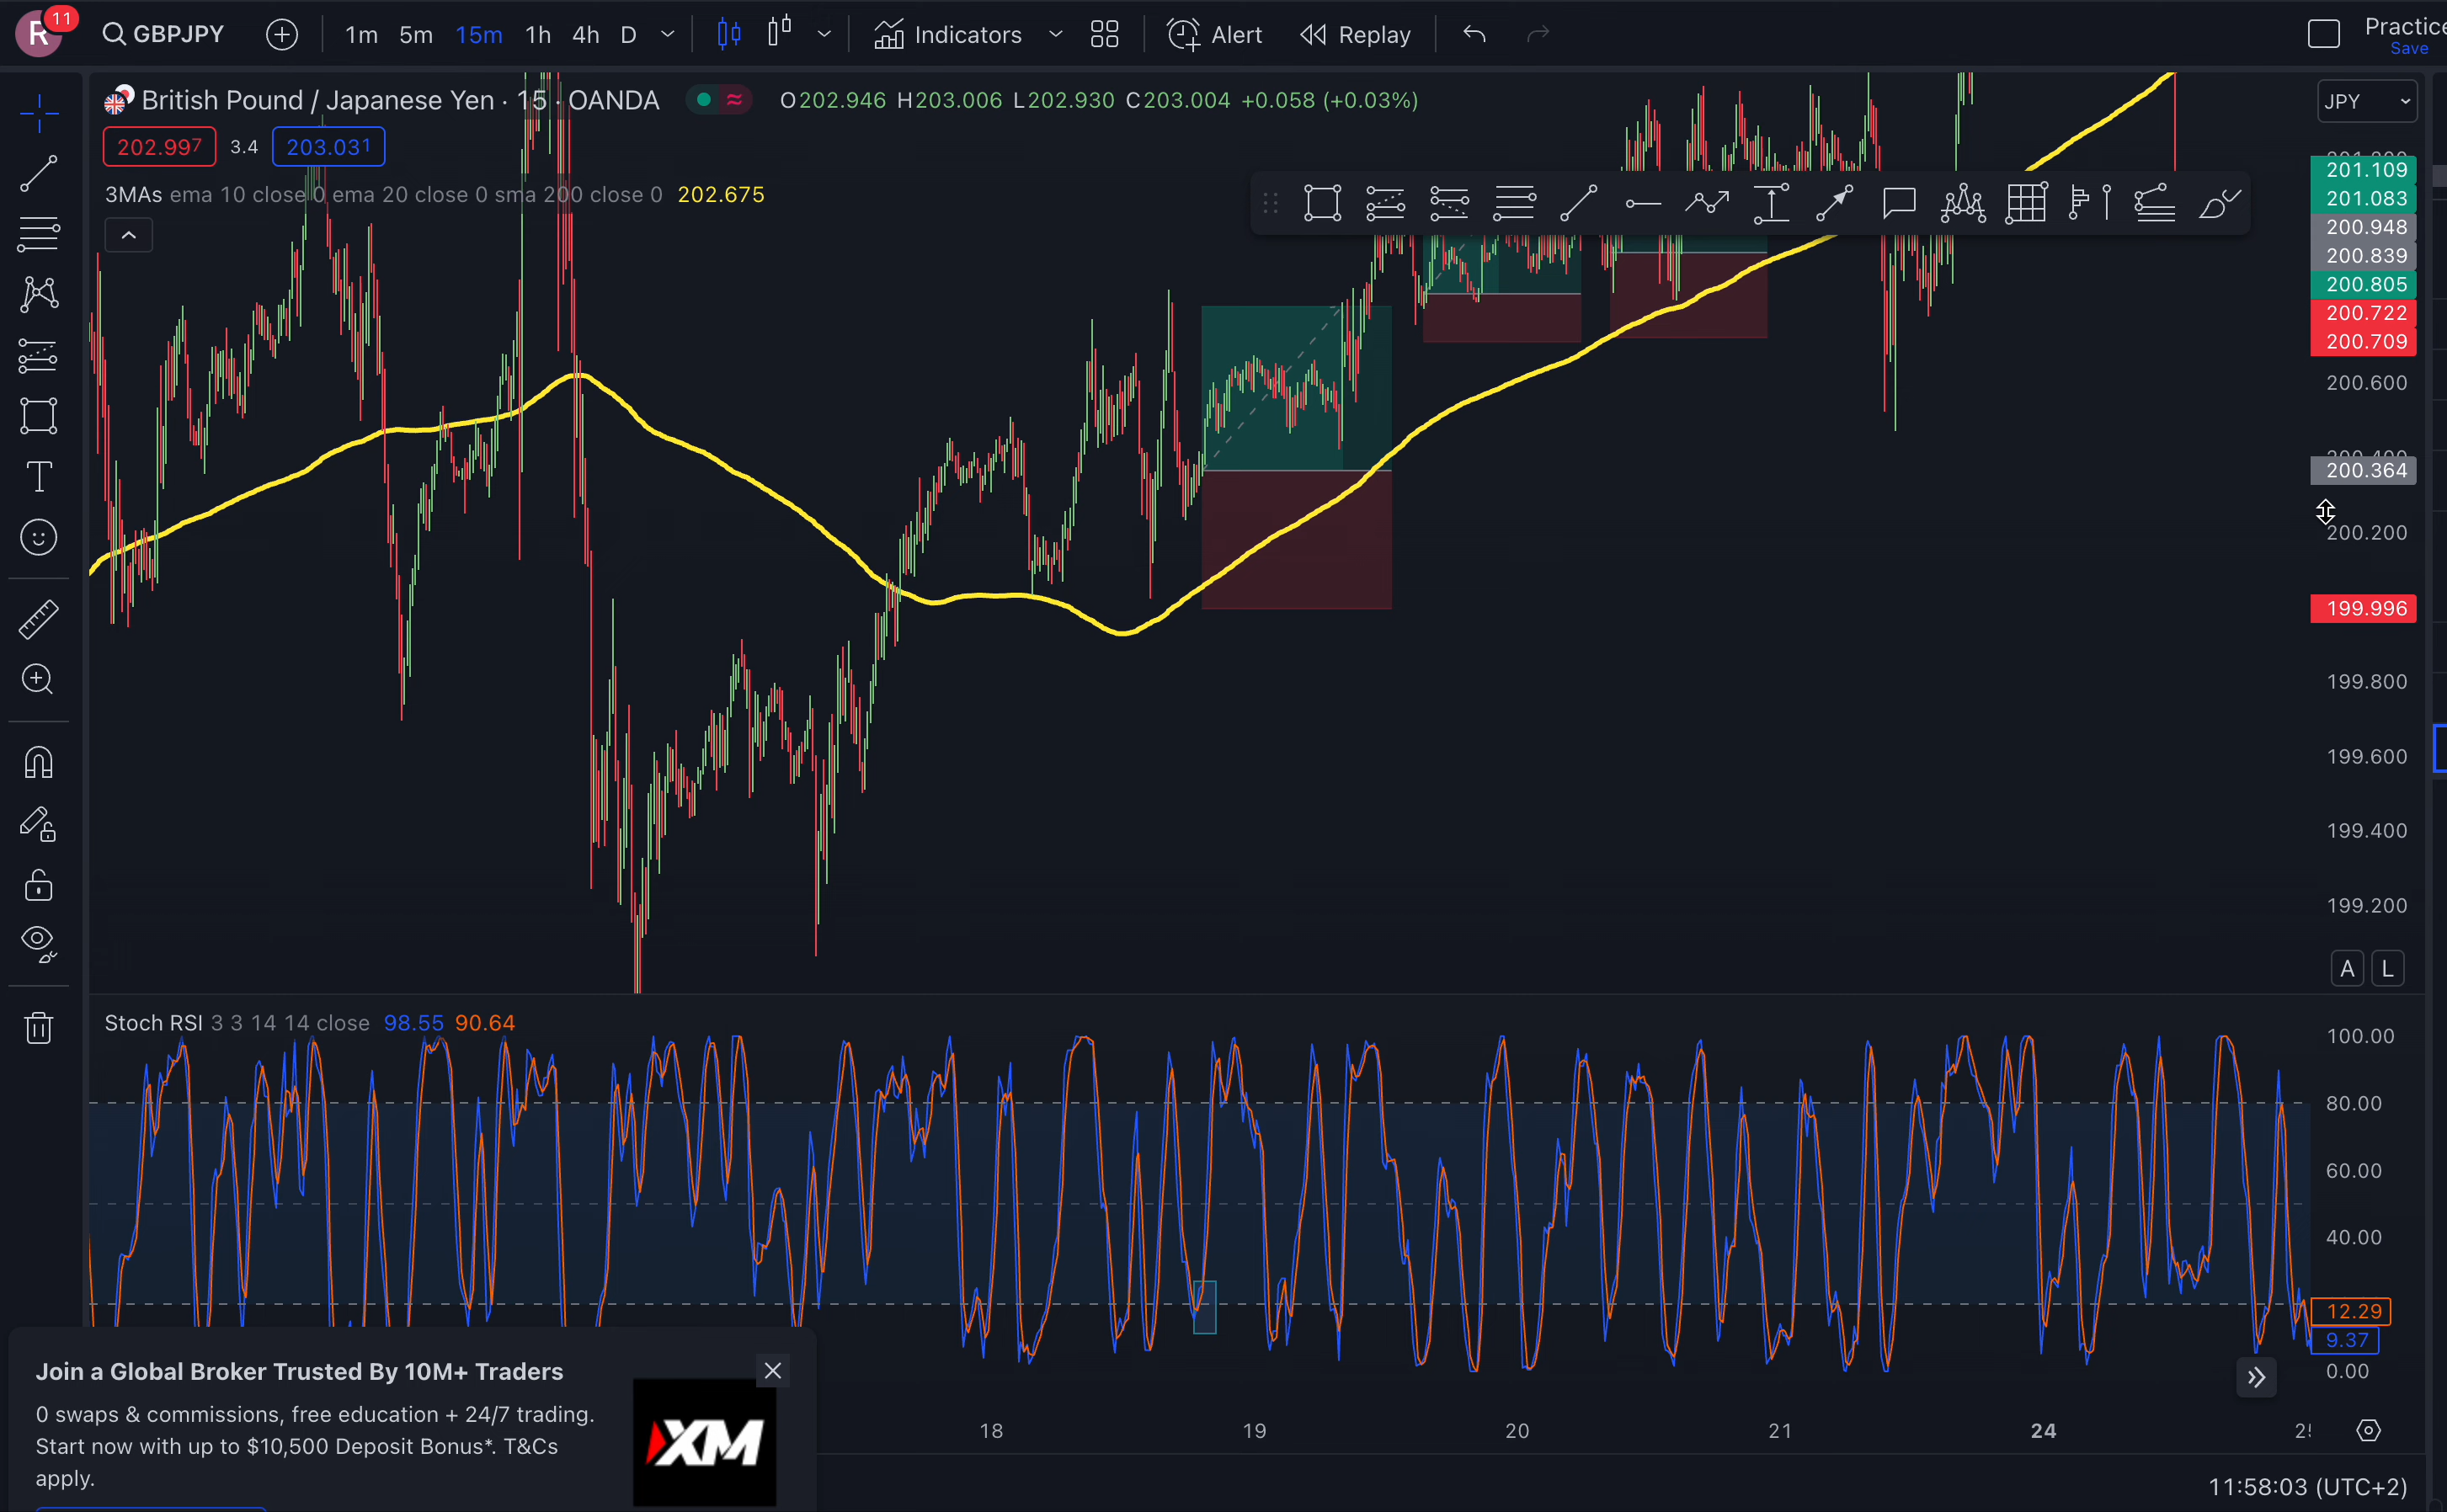 R
11
GBPJPY
1m 5m 15m 1h 4h D
Indicators
Alert
Replay
Practice
Save
British Pound / Japanese Yen · 15 · OANDA
O202.946 H203.006 L202.930 C203.004 +0.058 (+0.03%)
JPY
202.997 3.4 203.031
3MAs ema 10 close 0 ema 20 close 0 sma 200 close 0 202.675
201.109
201.083
200.948
200.839
200.805
200.722
200.709
200.600
200.364
200.200
199.996
199.800
199.600
199.400
199.200
A L
Stoch RSI 3 3 14 14 close 98.55 90.64
100.00
80.00
60.00
40.00
12.29
9.37
0.00
Join a Global Broker Trusted By 10M+ Traders
0 swaps & commissions, free education + 24/7 trading.
Start now with up to $10,500 Deposit Bonus*. T&Cs
apply.
XM
18 19 20 21 24
11:58:03 (UTC+2)